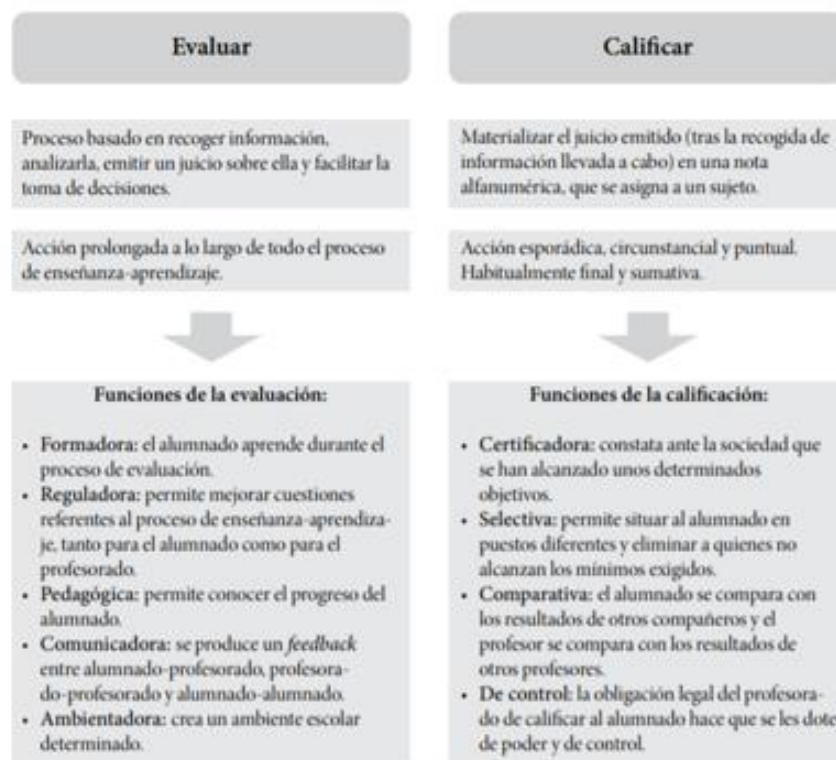 Evaluar
Proceso basado en recoger información,
analizarla, emitir un juicio sobre ella y facilitar la
toma de decisiones.
Acción prolongada a lo largo de todo el proceso
de enseñanza-aprendizaje.
Funciones de la evaluación:
• Formadora: el alumnado aprende durante el
proceso de evaluación.
• Reguladora: permite mejorar cuestiones
referentes al proceso de enseñanza-aprendiza-
je, tanto para el alumnado como para el
profesorado.
• Pedagógica: permite conocer el progreso del
alumnado.
• Comunicadora: se produce un feedback
entre alumnado-profesorado, profesora-
do-profesorado y alumnado-alumnado.
• Ambientadora: crea un ambiente escolar
determinado.
Calificar
Materializar el juicio emitido (tras la recogida de
información llevada a cabo) en una nota
alfanumérica, que se asigna a un sujeto.
Acción esporádica, circunstancial y puntual.
Habitualmente final y sumativa.
Funciones de la calificación:
• Certificadora: constata ante la sociedad que
se han alcanzado unos determinados
objetivos.
• Selectiva: permite situar al alumnado en
puestos diferentes y eliminar a quienes no
alcanzan los mínimos exigidos.
• Comparativa: el alumnado se compara con
los resultados de otros compañeros y el
profesor se compara con los resultados de
otros profesores.
• De control: la obligación legal del profesora-
do de calificar al alumnado hace que se les dote
de poder y de control.